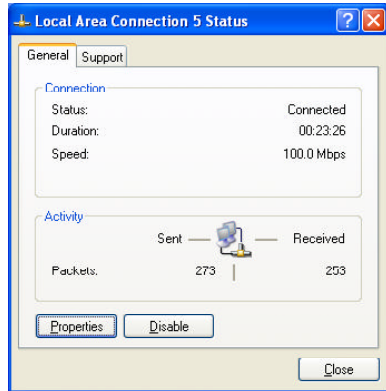 Local Area Connection 5 Status
General Support
Connection
Status: Connected
Duration: 00:23:26
Speed: 100.0 Mbps
Activity
Sent — — Received
Packets: 273 | 253
Properties Disable
Close